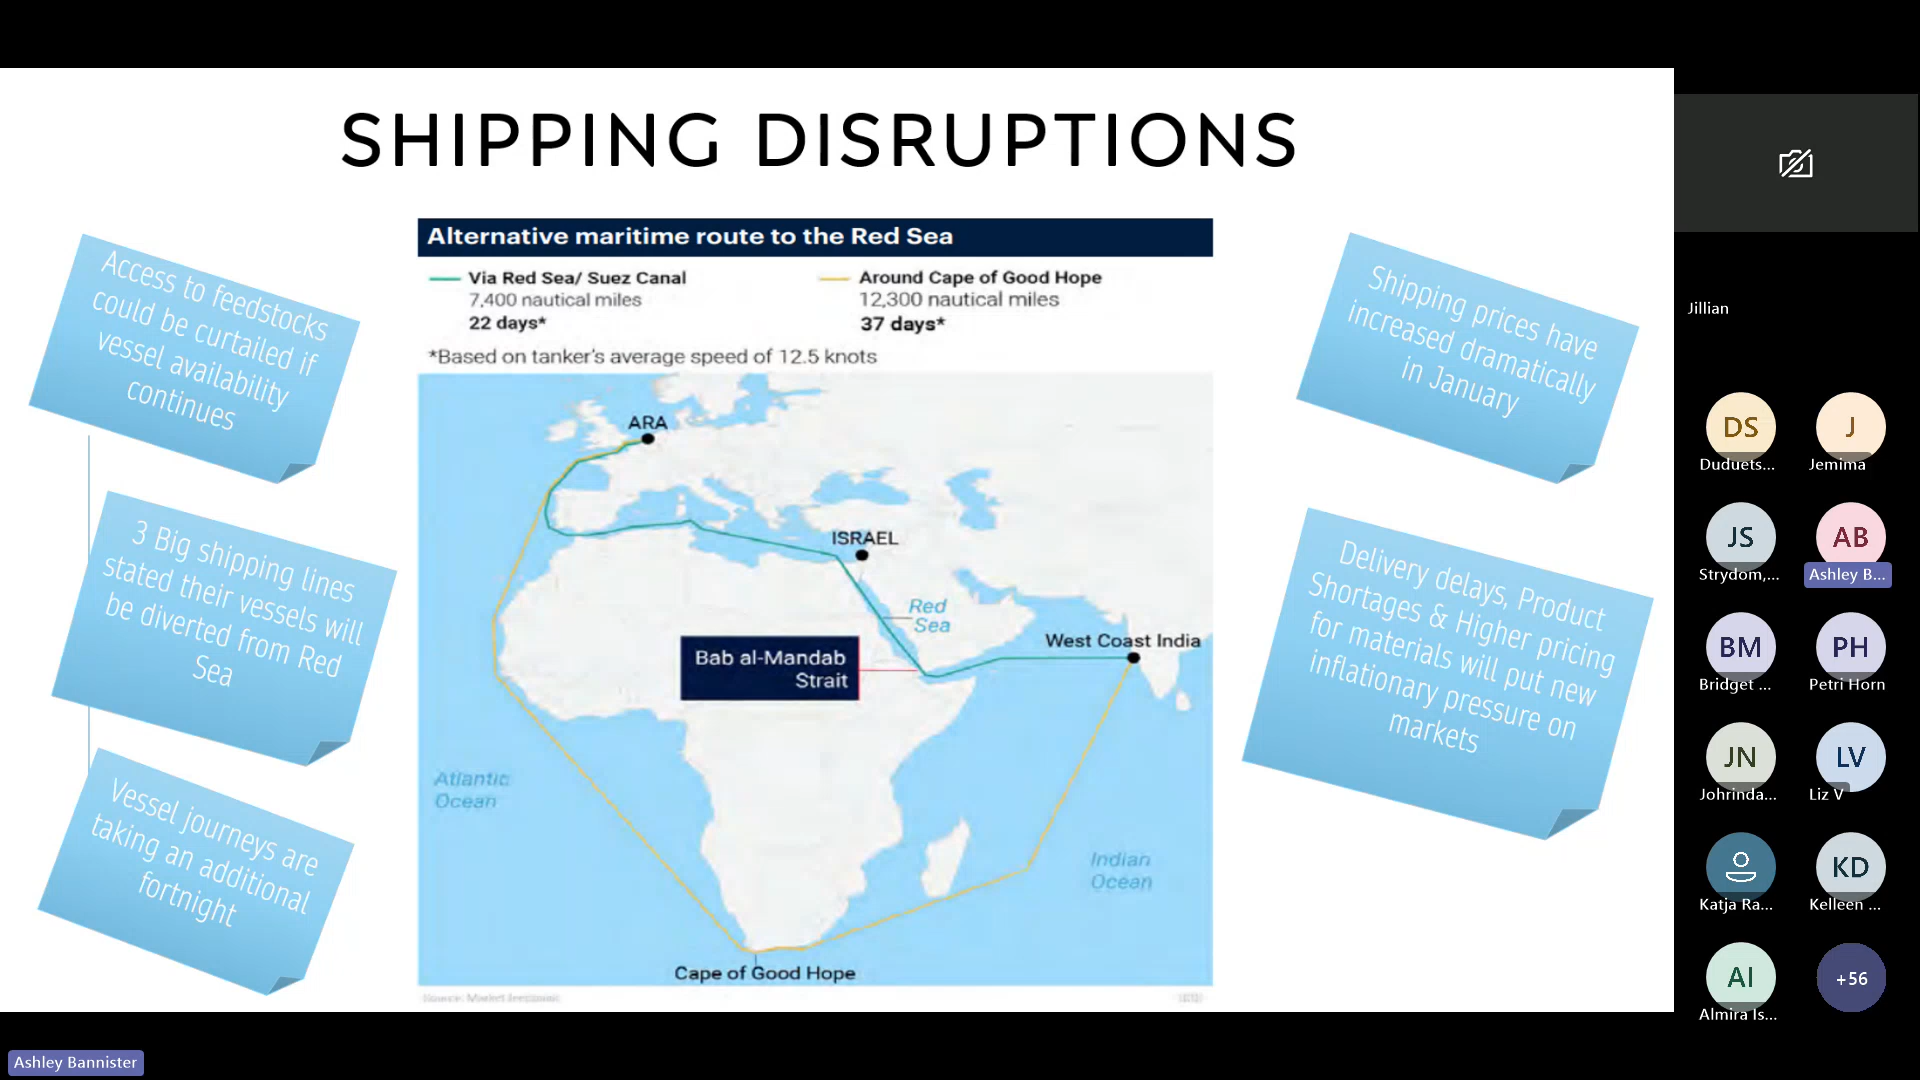 SHIPPING DISRUPTIONS
Access to feedstocks
could be curtailed if
vessel availability
continues
3 Big shipping lines
stated their vessels will
be diverted from Red
Sea
Vessel journeys are
taking an additional
fortnight
Alternative maritime route to the Red Sea
Via Red Sea/ Suez Canal
7,400 nautical miles
22 days*
Around Cape of Good Hope
12,300 nautical miles
37 days*
*Based on tanker's average speed of 12.5 knots
ARA
ISRAEL
Red
Sea
West Coast India
Bab al-Mandab
Strait
Atlantic
Ocean
Indian
Ocean
Cape of Good Hope
Shipping prices have
increased dramatically
in January
Delivery delays, Product
Shortages & Higher pricing
for materials will put new
inflationary pressure on
markets
Jillian
DS
Duduets...
J
Jemima
JS
Strydom,...
AB
Ashley B...
BM
Bridget ...
PH
Petri Horn
JN
Johrinda...
LV
Liz V
Katja Ra...
KD
Kelleen ...
AI
Almira Is...
+56
Ashley Bannister